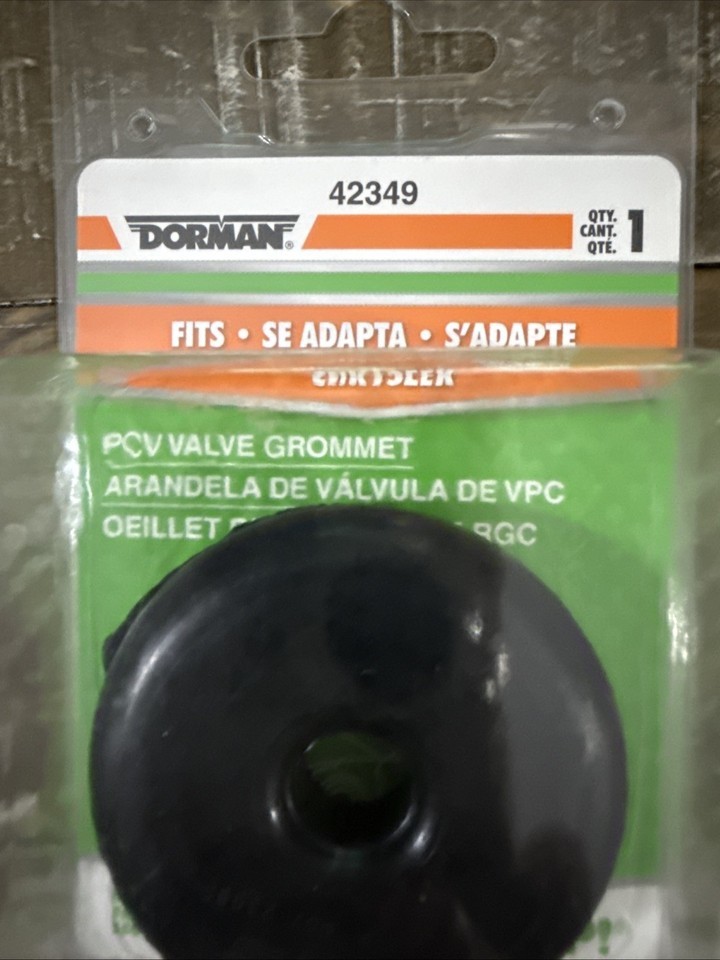 42349
DORMAN®
QTY.
CANT.
QTÉ.
1
FITS • SE ADAPTA • S'ADAPTE
CHRYSLER
PCV VALVE GROMMET
ARANDELA DE VÁLVULA DE VPC
OEILLET RGC